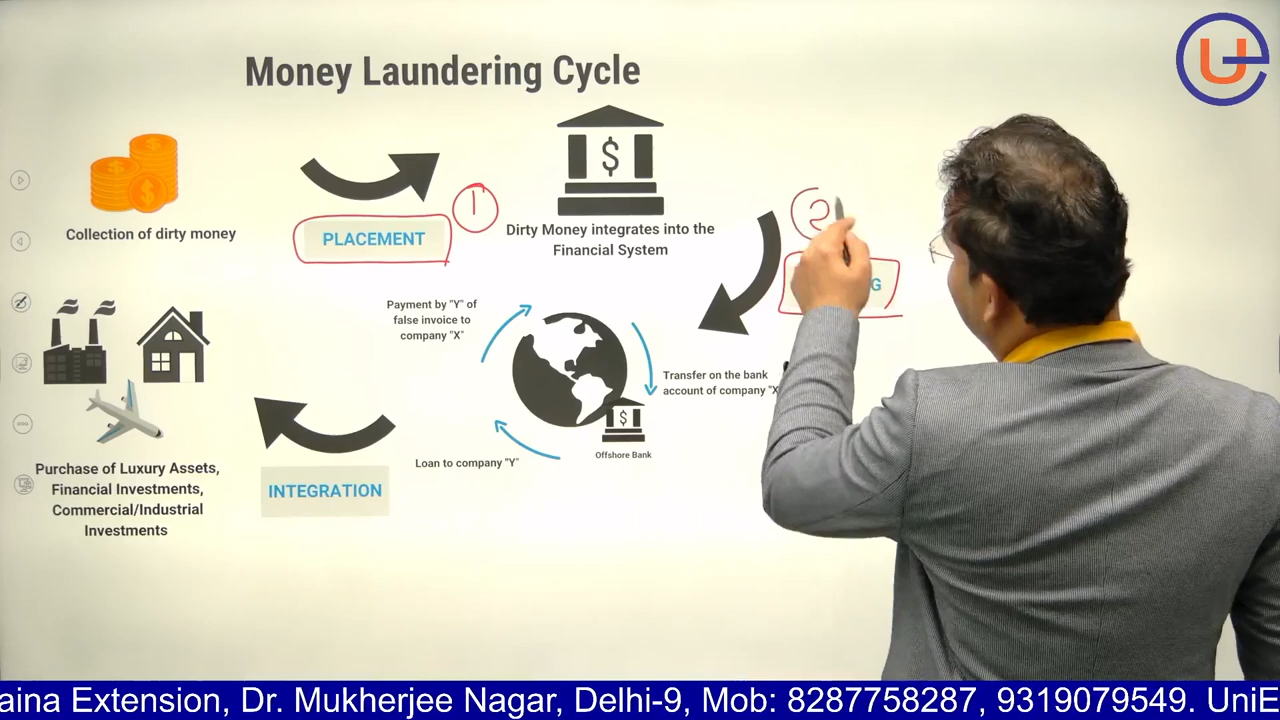 Money Laundering Cycle
Collection of dirty money
PLACEMENT
1
Dirty Money integrates into the
Financial System
2
G
Payment by "Y" of
false invoice to
company "X"
Transfer on the bank
account of company "X
Offshore Bank
Loan to company "Y"
INTEGRATION
Purchase of Luxury Assets,
Financial Investments,
Commercial/Industrial
Investments
$
$
Ue
aina Extension, Dr. Mukherjee Nagar, Delhi-9, Mob: 8287758287, 9319079549. UniE